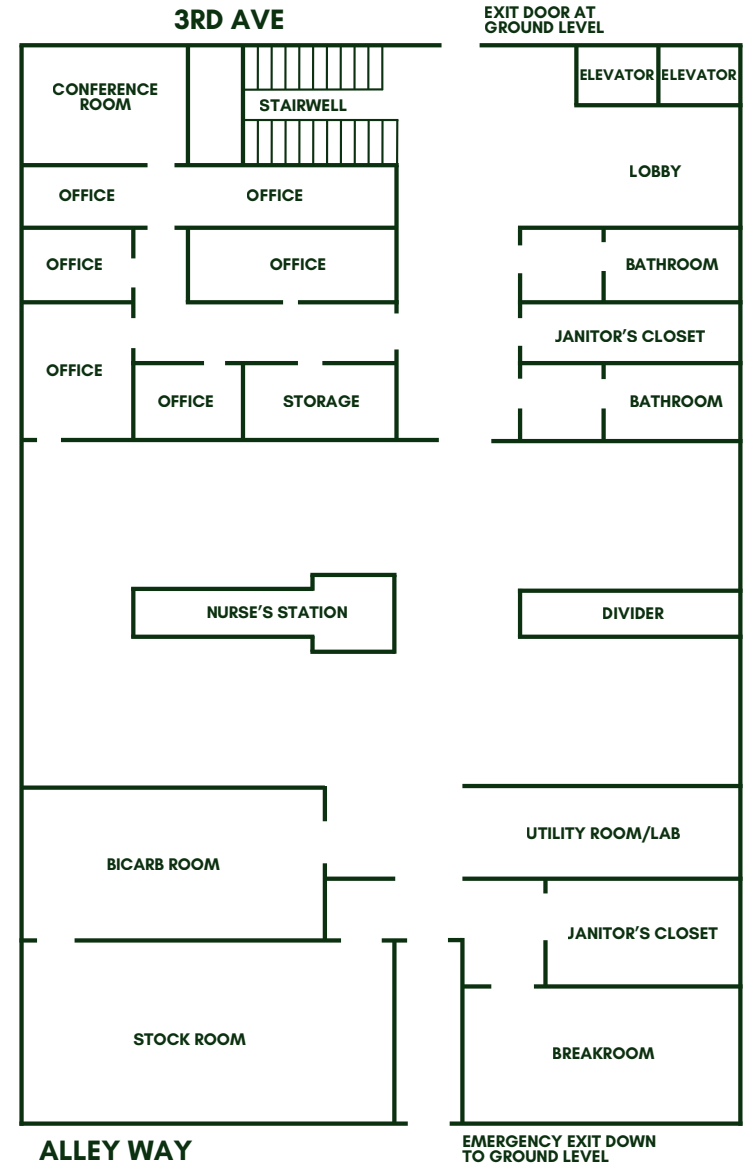 3RD AVE
EXIT DOOR AT
GROUND LEVEL
CONFERENCE
ROOM
STAIRWELL
ELEVATOR
ELEVATOR
LOBBY
OFFICE
OFFICE
OFFICE
OFFICE
BATHROOM
JANITOR'S CLOSET
OFFICE
OFFICE
STORAGE
BATHROOM
NURSE'S STATION
DIVIDER
UTILITY ROOM/LAB
BICARB ROOM
JANITOR'S CLOSET
STOCK ROOM
BREAKROOM
ALLEY WAY
EMERGENCY EXIT DOWN
TO GROUND LEVEL